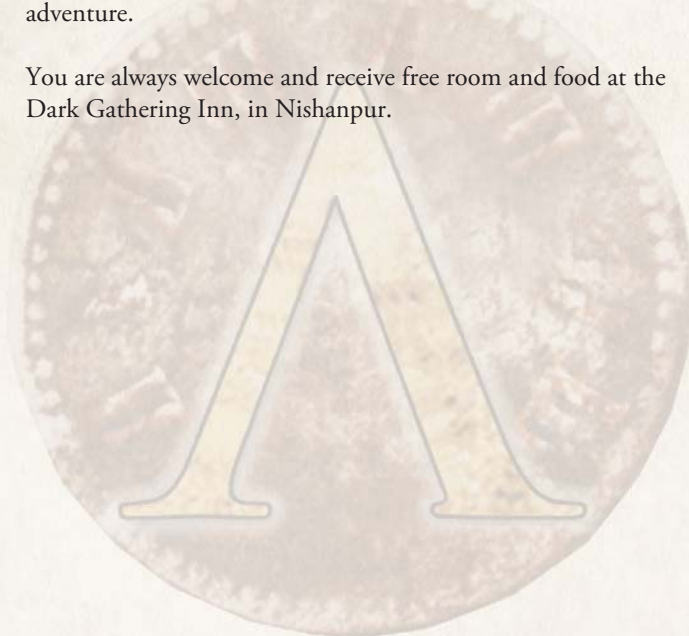 adventure.
You are always welcome and receive free room and food at the
Dark Gathering Inn, in Nishanpur.
Λ